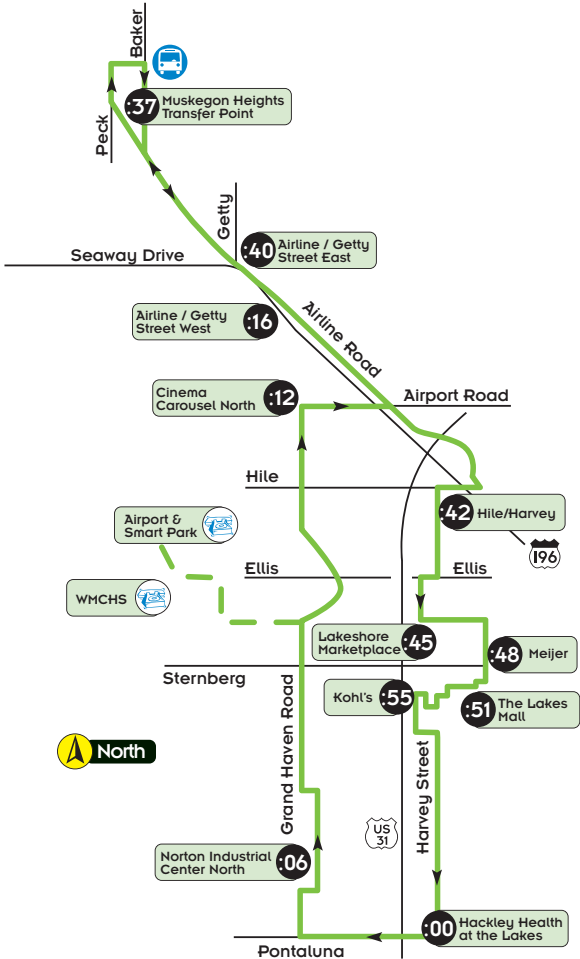 Baker
:37
Muskegon Heights
Transfer Point
Peck
Getty
Seaway Drive
:40
Airline / Getty
Street East
Airline / Getty
Street West
:16
Airline Road
Cinema
Carousel North
:12
Airport Road
Hile
:42
Hile/Harvey
Airport &
Smart Park
196
Ellis
Ellis
WMCHS
Lakeshore
Marketplace
:45
:48
Meijer
Sternberg
Kohl's
:55
:51
The Lakes
Mall
North
Grand Haven Road
Harvey Street
US
31
Norton Industrial
Center North
:06
:00
Hackley Health
at the Lakes
Pontaluna